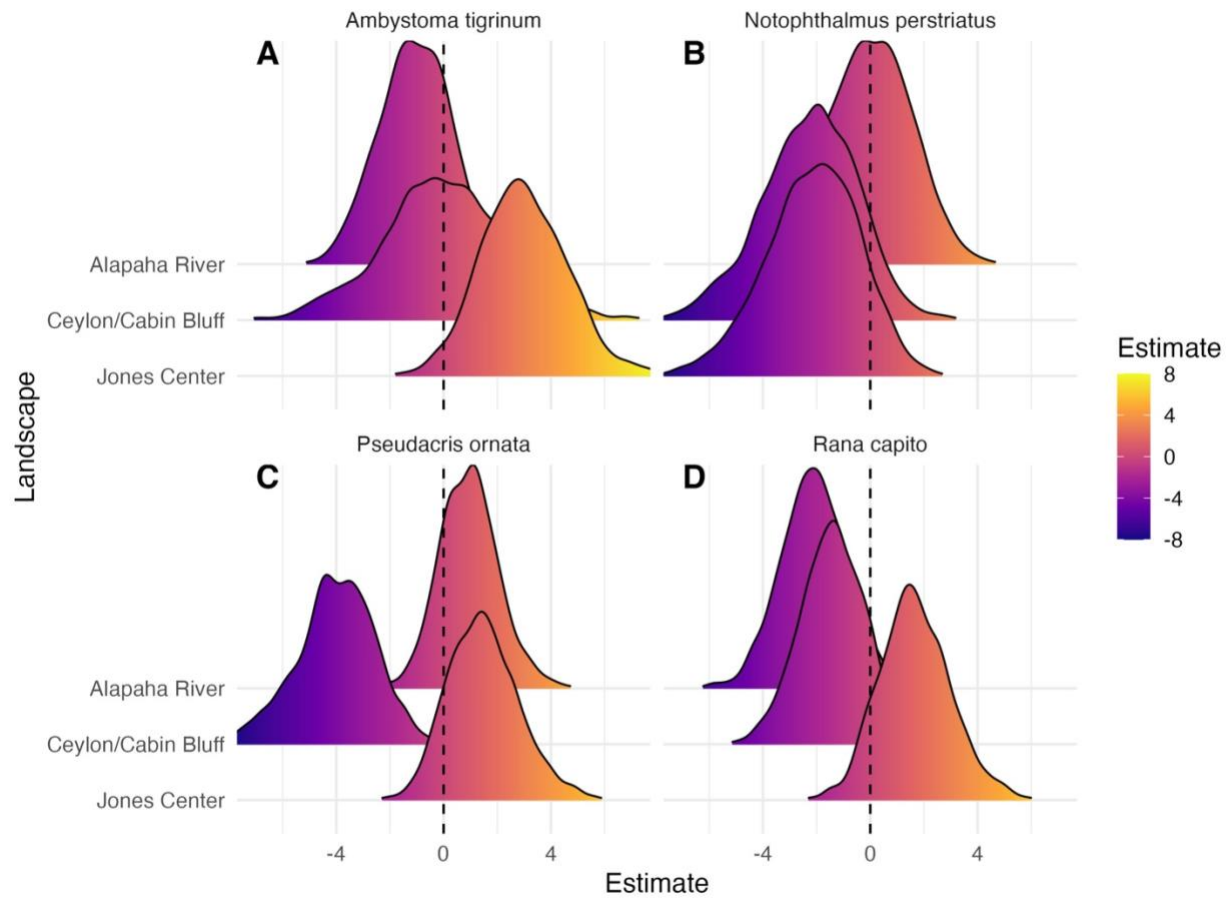 Ambystoma tigrinum
Notophthalmus perstriatus
A
B
Alapaha River
Ceylon/Cabin Bluff
Jones Center
Pseudacris ornata
Rana capito
C
D
Alapaha River
Ceylon/Cabin Bluff
Jones Center
-4 0 4
-4 0 4
Estimate
Landscape
Estimate
8
4
0
-4
-8